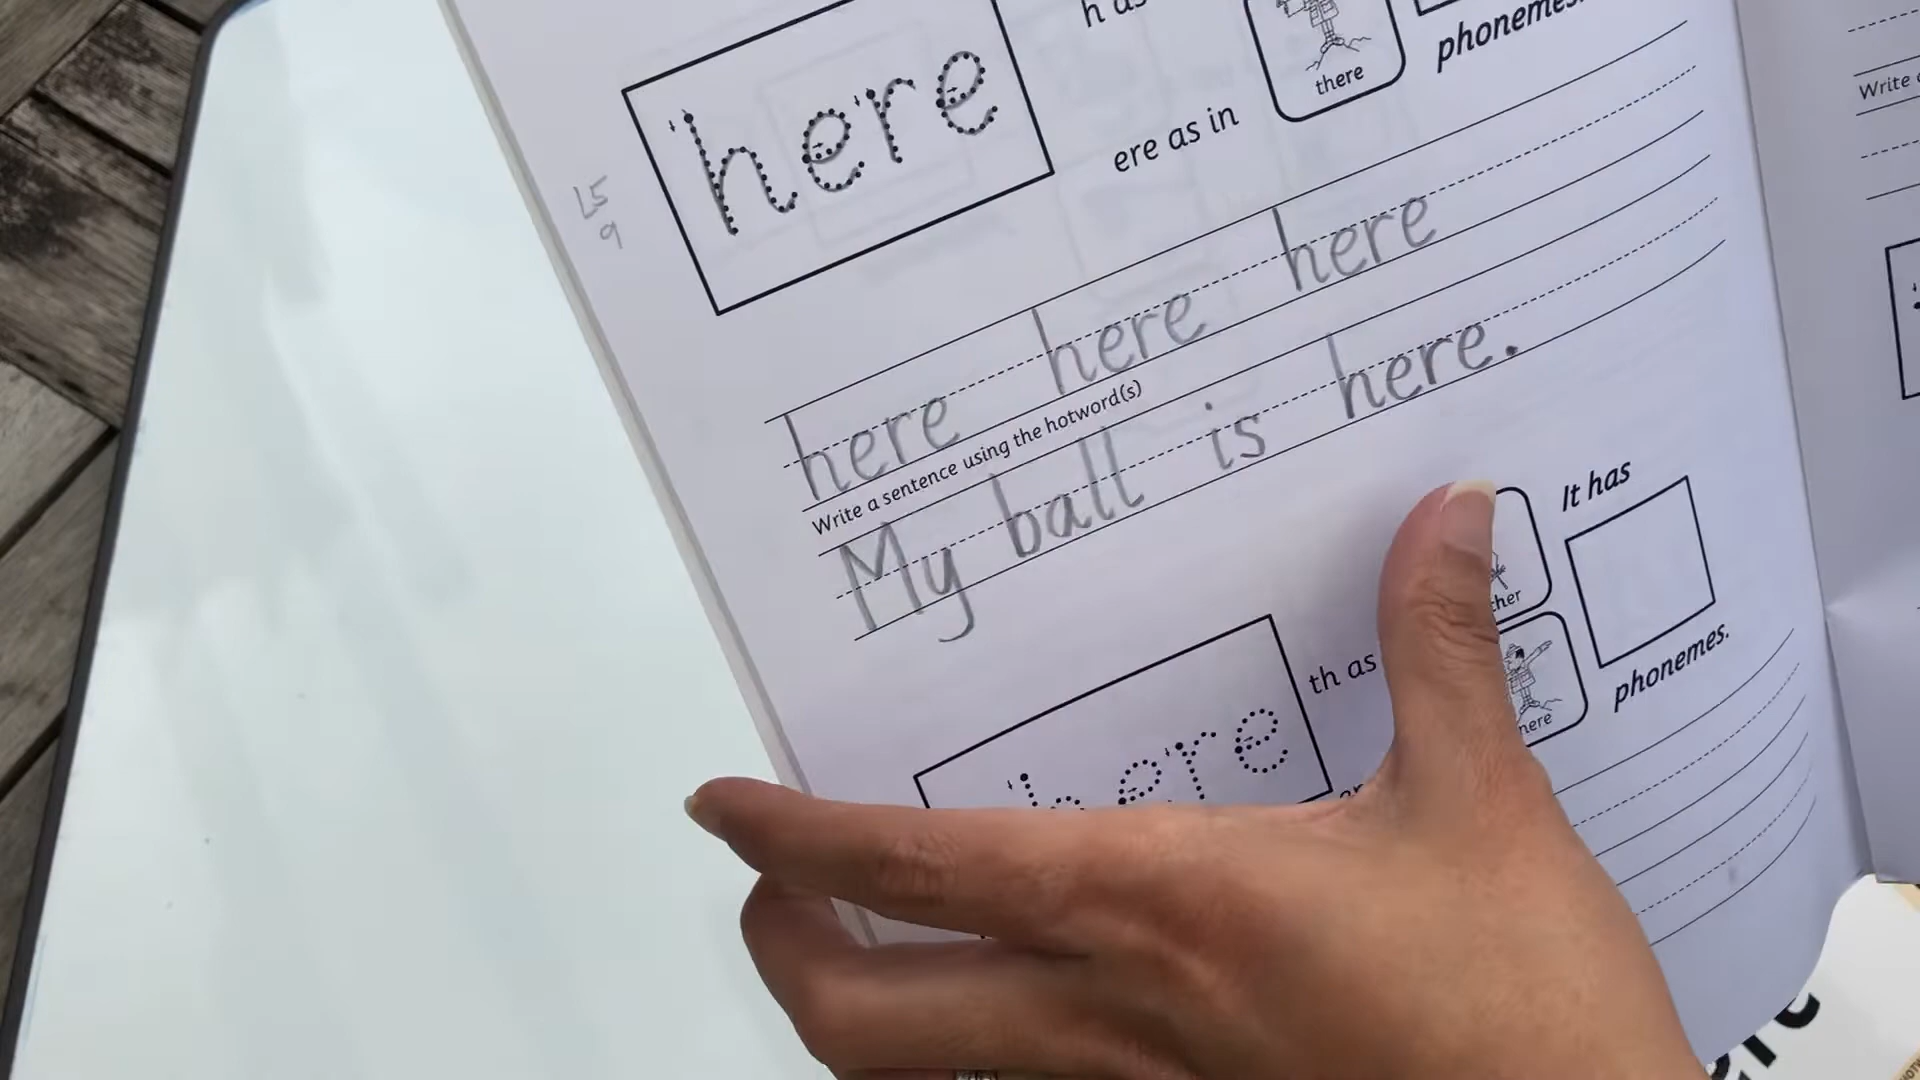 h as
phonemes.
here
there
ere as in
L5
9
here here here
Write a sentence using the hotword(s)
My ball is here.
It has
th as
phonemes.
Write